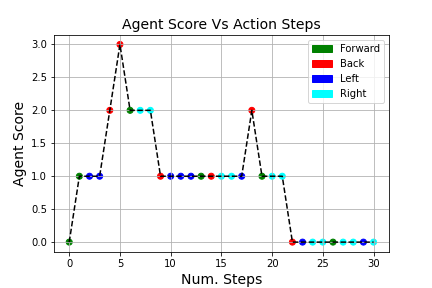 Agent Score Vs Action Steps
Agent Score
3.0
2.5
2.0
1.5
1.0
0.5
0.0
Forward
Back
Left
Right
0 5 10 15 20 25 30
Num. Steps